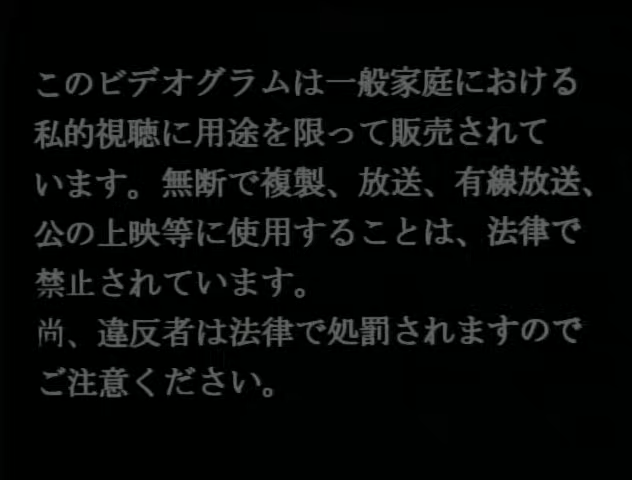 このビデオグラムは一般家庭における
私的視聴に用途を限って販売されて
います。無断で複製、放送、有線放送、
公の上映等に使用することは、法律で
禁止されています。
尚、違反者は法律で処罰されますので
ご注意ください。